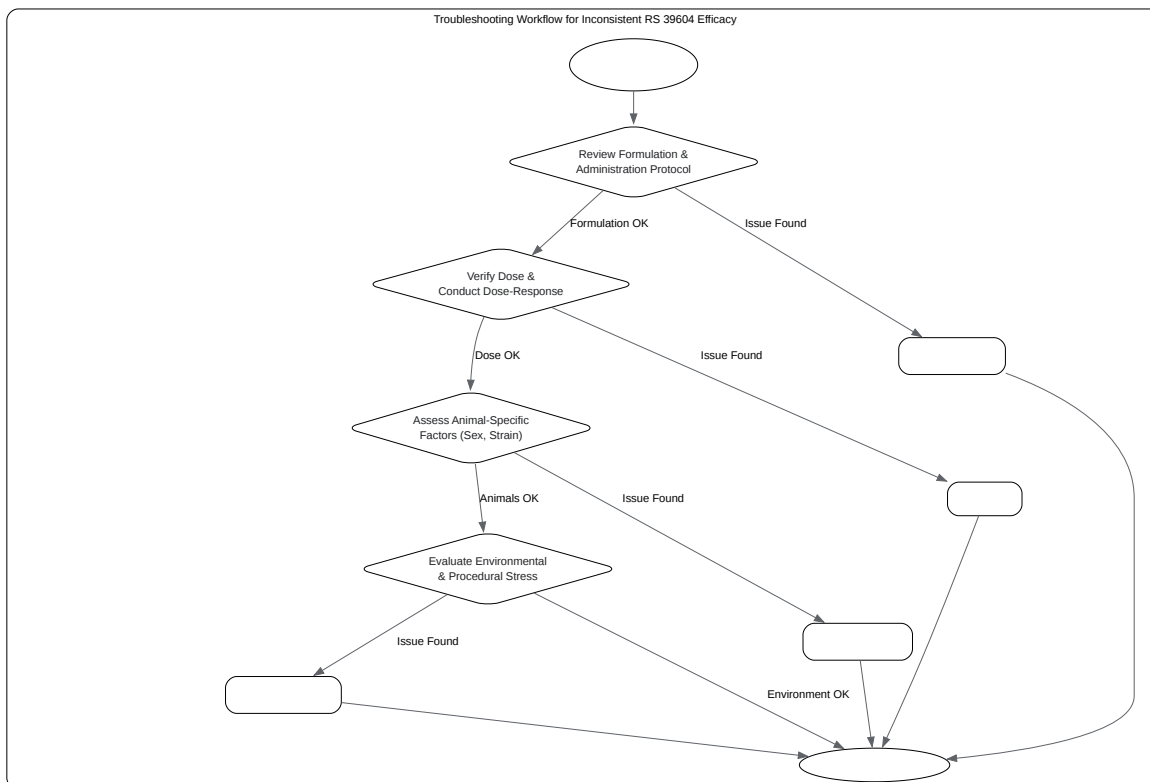 Troubleshooting Workflow for Inconsistent RS 39604 Efficacy
Review Formulation &
Administration Protocol
Formulation OK
Issue Found
Verify Dose &
Conduct Dose-Response
Dose OK
Issue Found
Assess Animal-Specific
Factors (Sex, Strain)
Animals OK
Issue Found
Evaluate Environmental
& Procedural Stress
Issue Found
Environment OK